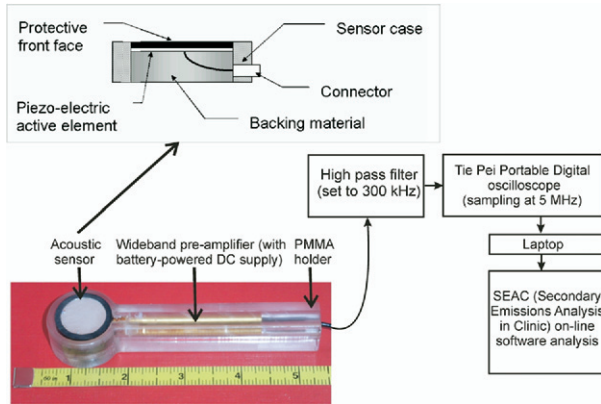 Protective
front face
Sensor case
Connector
Piezo-electric
active element
Backing material
High pass filter
(set to 300 kHz)
Tie Pei Portable Digital
oscilloscope
(sampling at 5 MHz)
Laptop
SEAC (Secondary
Emissions Analysis
in Clinic) on-line
software analysis
Acoustic
sensor
Wideband pre-amplifier (with
battery-powered DC supply)
PMMA
holder
1 2 3 4 5